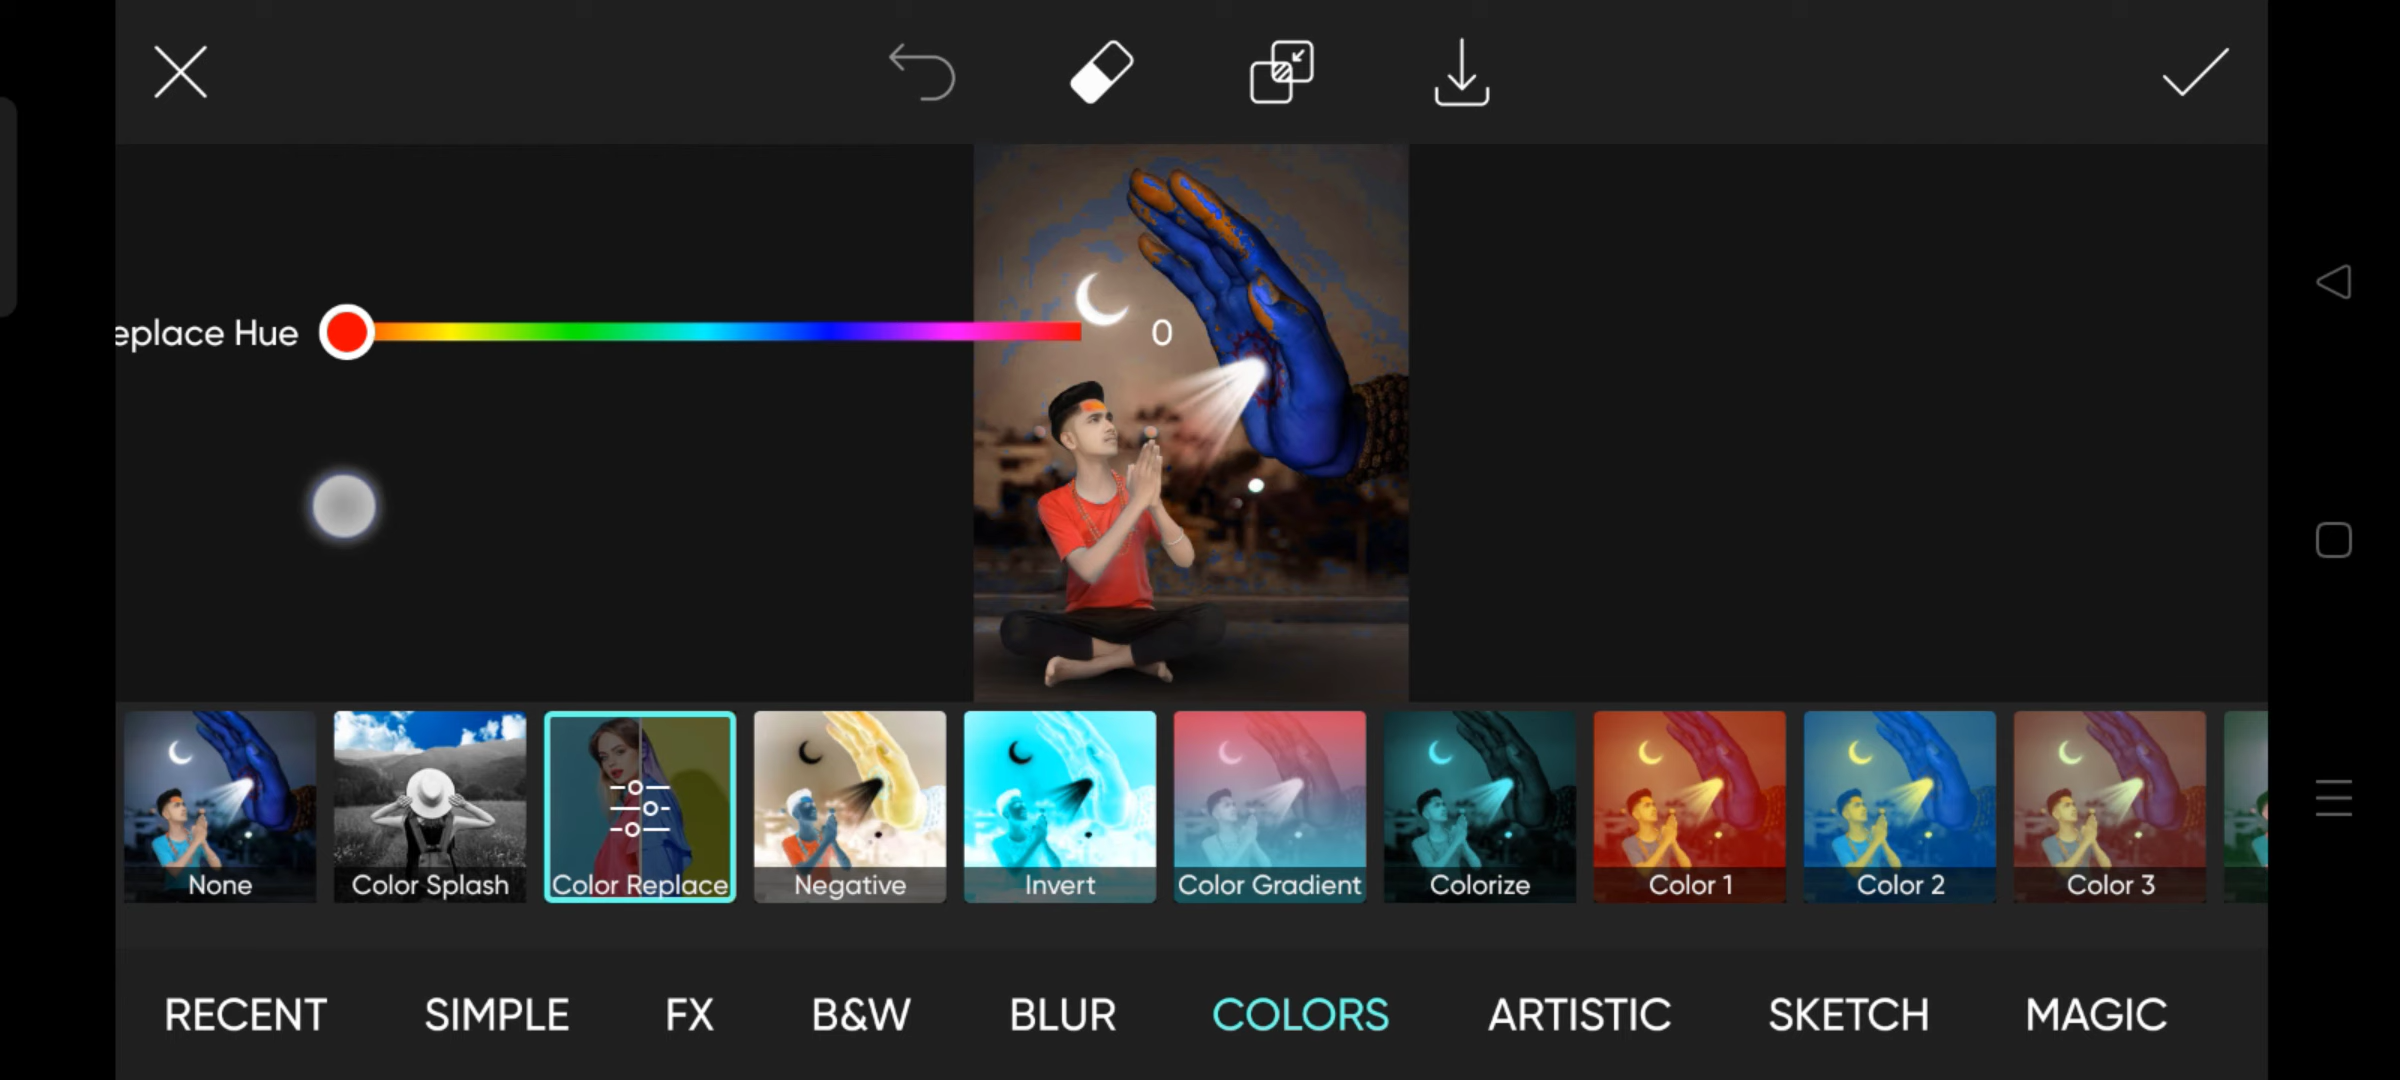 eplace Hue
0
None
Color Splash
Color Replace
Negative
Invert
Color Gradient
Colorize
Color 1
Color 2
Color 3
RECENT
SIMPLE
FX
B&W
BLUR
COLORS
ARTISTIC
SKETCH
MAGIC